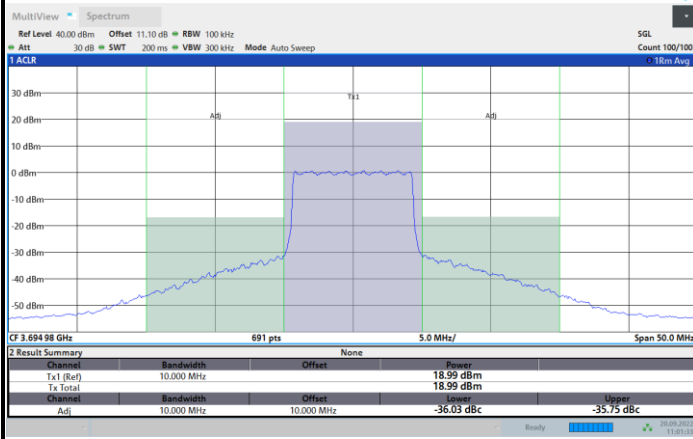 MultiView Spectrum
Ref Level 40.00 dBm Offset 11.10 dB RBW 100 kHz SGL
Att 30 dB SWT 200 ms VBW 300 kHz Mode Auto Sweep Count 100/100
1 ACLR 1Rm Avg
30 dBm
Tx1
20 dBm
Adj Adj
10 dBm
0 dBm
-10 dBm
-20 dBm
-30 dBm
-40 dBm
-50 dBm
CF 3.694 98 GHz 691 pts 5.0 MHz/ Span 50.0 MHz
2 Result Summary None
Channel Bandwidth Offset Power
Tx1 (Ref) 10.000 MHz 18.99 dBm
Tx Total 18.99 dBm
Channel Bandwidth Offset Lower Upper
Adj 10.000 MHz 10.000 MHz -36.03 dBc -35.75 dBc
Ready